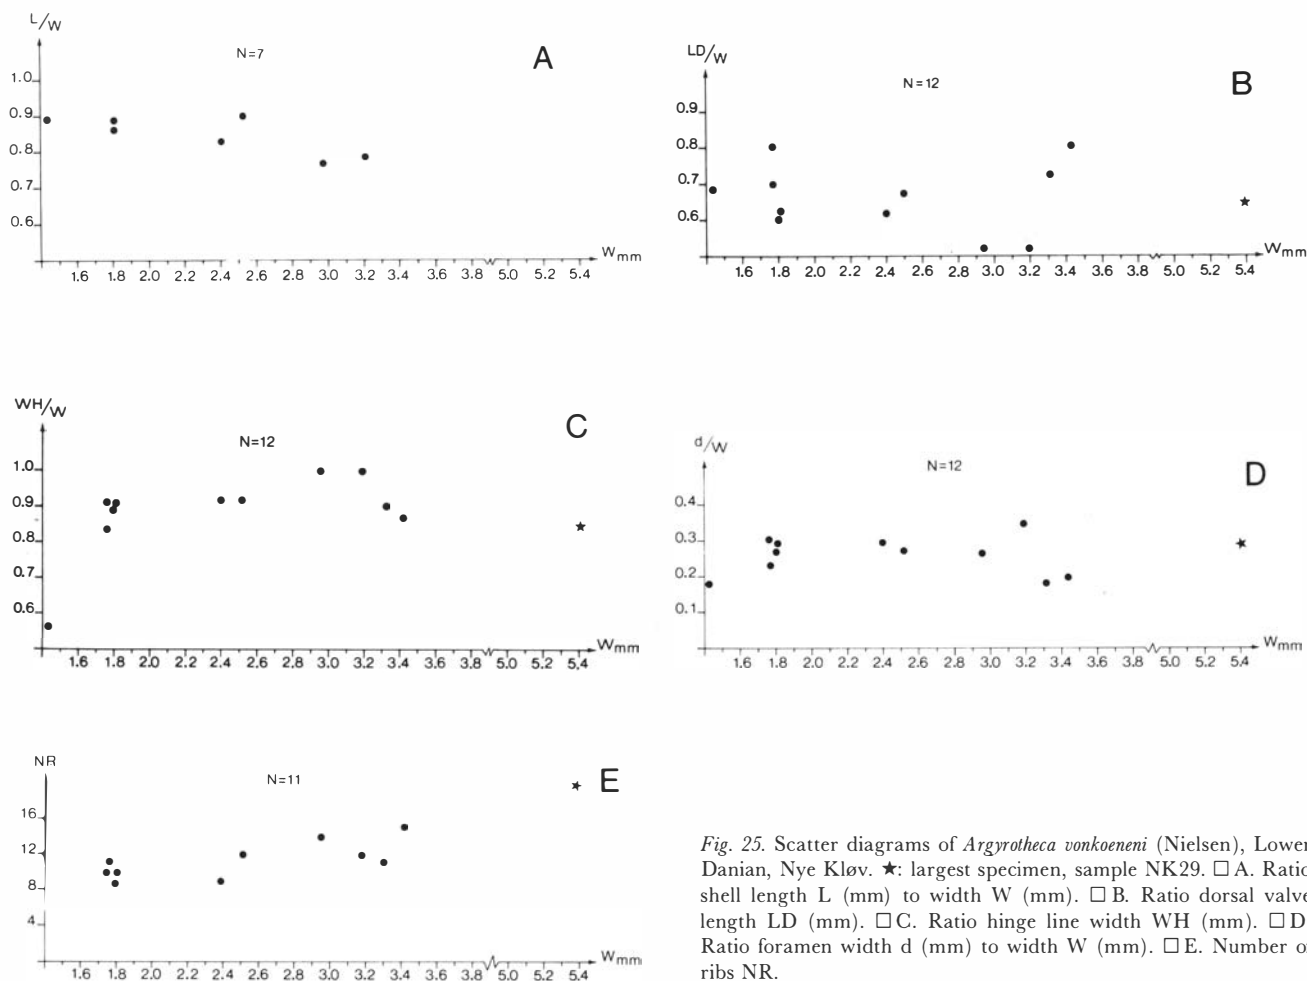 L/W
N=7
A
1.0
0.9
0.8
0.7
0.6
1.6 1.8 2.0 2.2 2.4 2.6 2.8 3.0 3.2 3.4 3.6 3.8 5.0 5.2 5.4
Wmm
LD/W
N=12
B
0.9
0.8
0.7
0.6
1.6 1.8 2.0 2.2 2.4 2.6 2.8 3.0 3.2 3.4 3.6 3.8 5.0 5.2 5.4
Wmm
WH/W
N=12
C
1.0
0.9
0.8
0.7
0.6
1.6 1.8 2.0 2.2 2.4 2.6 2.8 3.0 3.2 3.4 3.6 3.8 5.0 5.2 5.4
Wmm
d/W
N=12
D
0.4
0.3
0.2
0.1
1.6 1.8 2.0 2.2 2.4 2.6 2.8 3.0 3.2 3.4 3.6 3.8 5.0 5.2 5.4
Wmm
NR
N=11
E
16
12
8
4
1.6 1.8 2.0 2.2 2.4 2.6 2.8 3.0 3.2 3.4 3.6 3.8 5.0 5.2 5.4
Wmm
Fig. 25. Scatter diagrams of Argyrotheca vonkoeneni (Nielsen), Lower
Danian, Nye Kløv. ★: largest specimen, sample NK29. □ A. Ratio
shell length L (mm) to width W (mm). □ B. Ratio dorsal valve
length LD (mm). □ C. Ratio hinge line width WH (mm). □ D.
Ratio foramen width d (mm) to width W (mm). □ E. Number of
ribs NR.